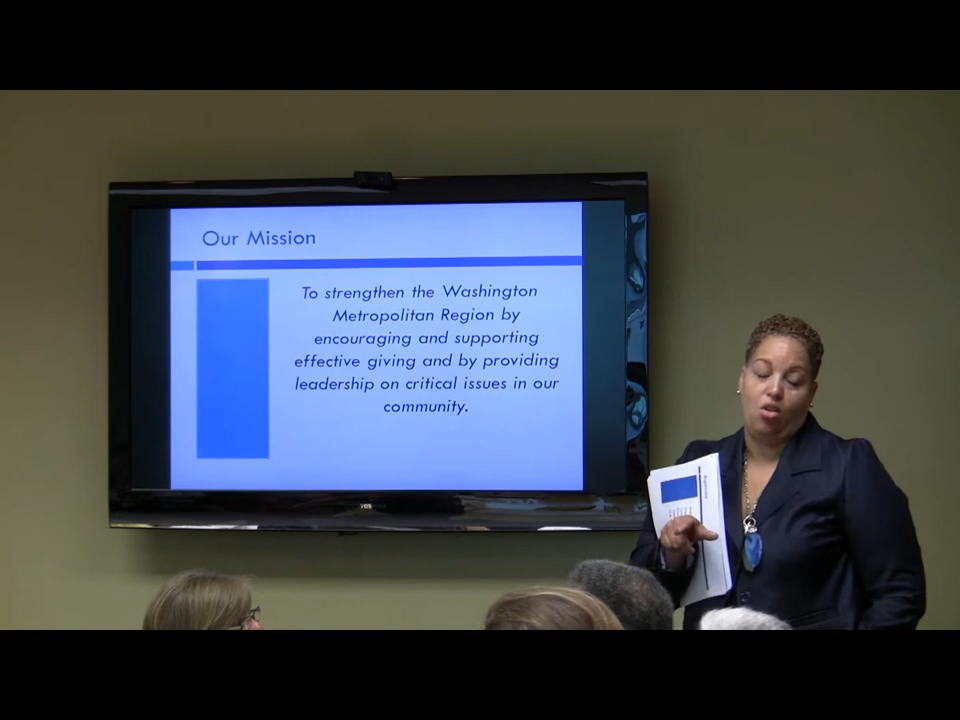 Our Mission
To strengthen the Washington
Metropolitan Region by
encouraging and supporting
effective giving and by providing
leadership on critical issues in our
community.
Agenda